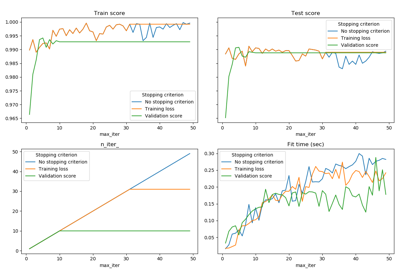 Train score
1.000
0.995
0.990
0.985
0.980
0.975
0.970
0.965
Stopping criterion
No stopping criterion
Training loss
Validation score
0 10 20 30 40 50
max_iter
Test score
Stopping criterion
No stopping criterion
Training loss
Validation score
0 10 20 30 40 50
max_iter
n_iter_
50
40
30
20
10
0
Stopping criterion
No stopping criterion
Training loss
Validation score
0 10 20 30 40 50
max_iter
Fit time (sec)
0.30
0.25
0.20
0.15
0.10
0.05
Stopping criterion
No stopping criterion
Training loss
Validation score
0 10 20 30 40 50
max_iter